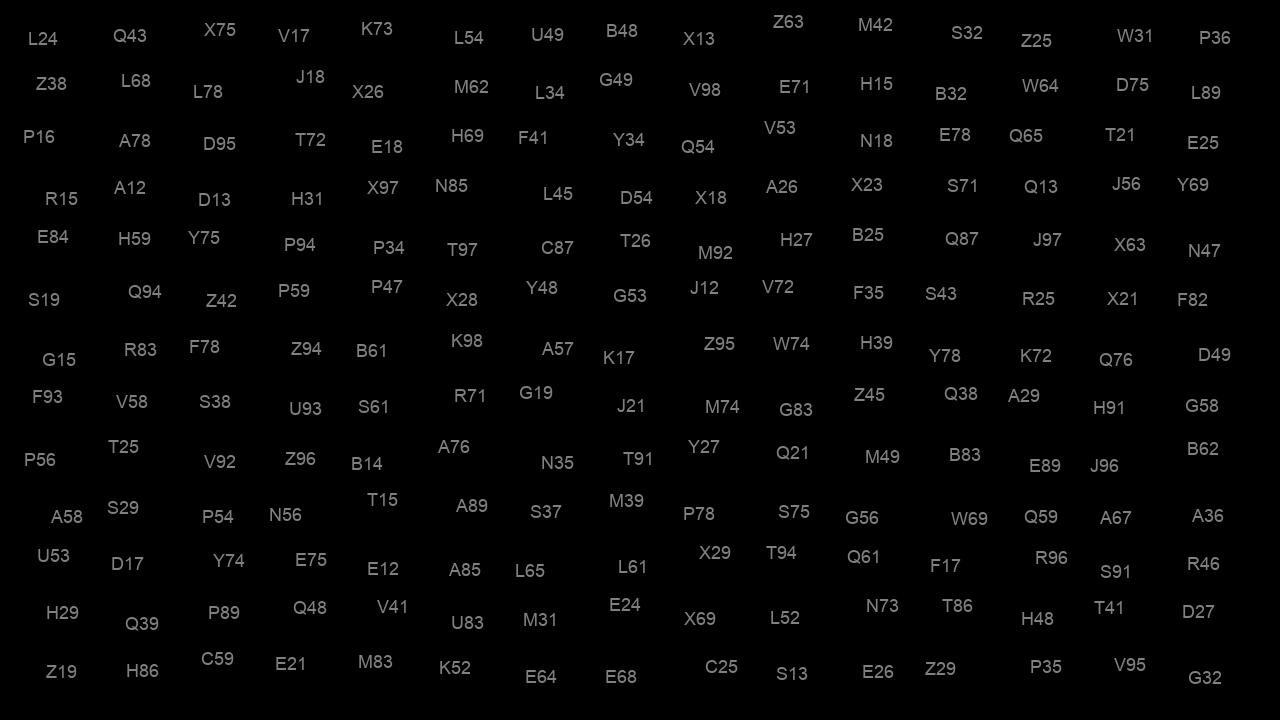 L24 Q43 X75 V17 K73 L54 U49 B48 X13 Z63 M42 S32 Z25 W31 P36
Z38 L68 L78 J18 X26 M62 L34 G49 V98 E71 H15 B32 W64 D75 L89
P16 A78 D95 T72 E18 H69 F41 Y34 Q54 V53 N18 E78 Q65 T21 E25
R15 A12 D13 H31 X97 N85 L45 D54 X18 A26 X23 S71 Q13 J56 Y69
E84 H59 Y75 P94 P34 T97 C87 T26 M92 H27 B25 Q87 J97 X63 N47
S19 Q94 Z42 P59 P47 X28 Y48 G53 J12 V72 F35 S43 R25 X21 F82
G15 R83 F78 Z94 B61 K98 A57 K17 Z95 W74 H39 Y78 K72 Q76 D49
F93 V58 S38 U93 S61 R71 G19 J21 M74 G83 Z45 Q38 A29 H91 G58
P56 T25 V92 Z96 B14 A76 N35 T91 Y27 Q21 M49 B83 E89 J96 B62
A58 S29 P54 N56 T15 A89 S37 M39 P78 S75 G56 W69 Q59 A67 A36
U53 D17 Y74 E75 E12 A85 L65 L61 X29 T94 Q61 F17 R96 S91 R46
H29 Q39 P89 Q48 V41 U83 M31 E24 X69 L52 N73 T86 H48 T41 D27
Z19 H86 C59 E21 M83 K52 E64 E68 C25 S13 E26 Z29 P35 V95 G32